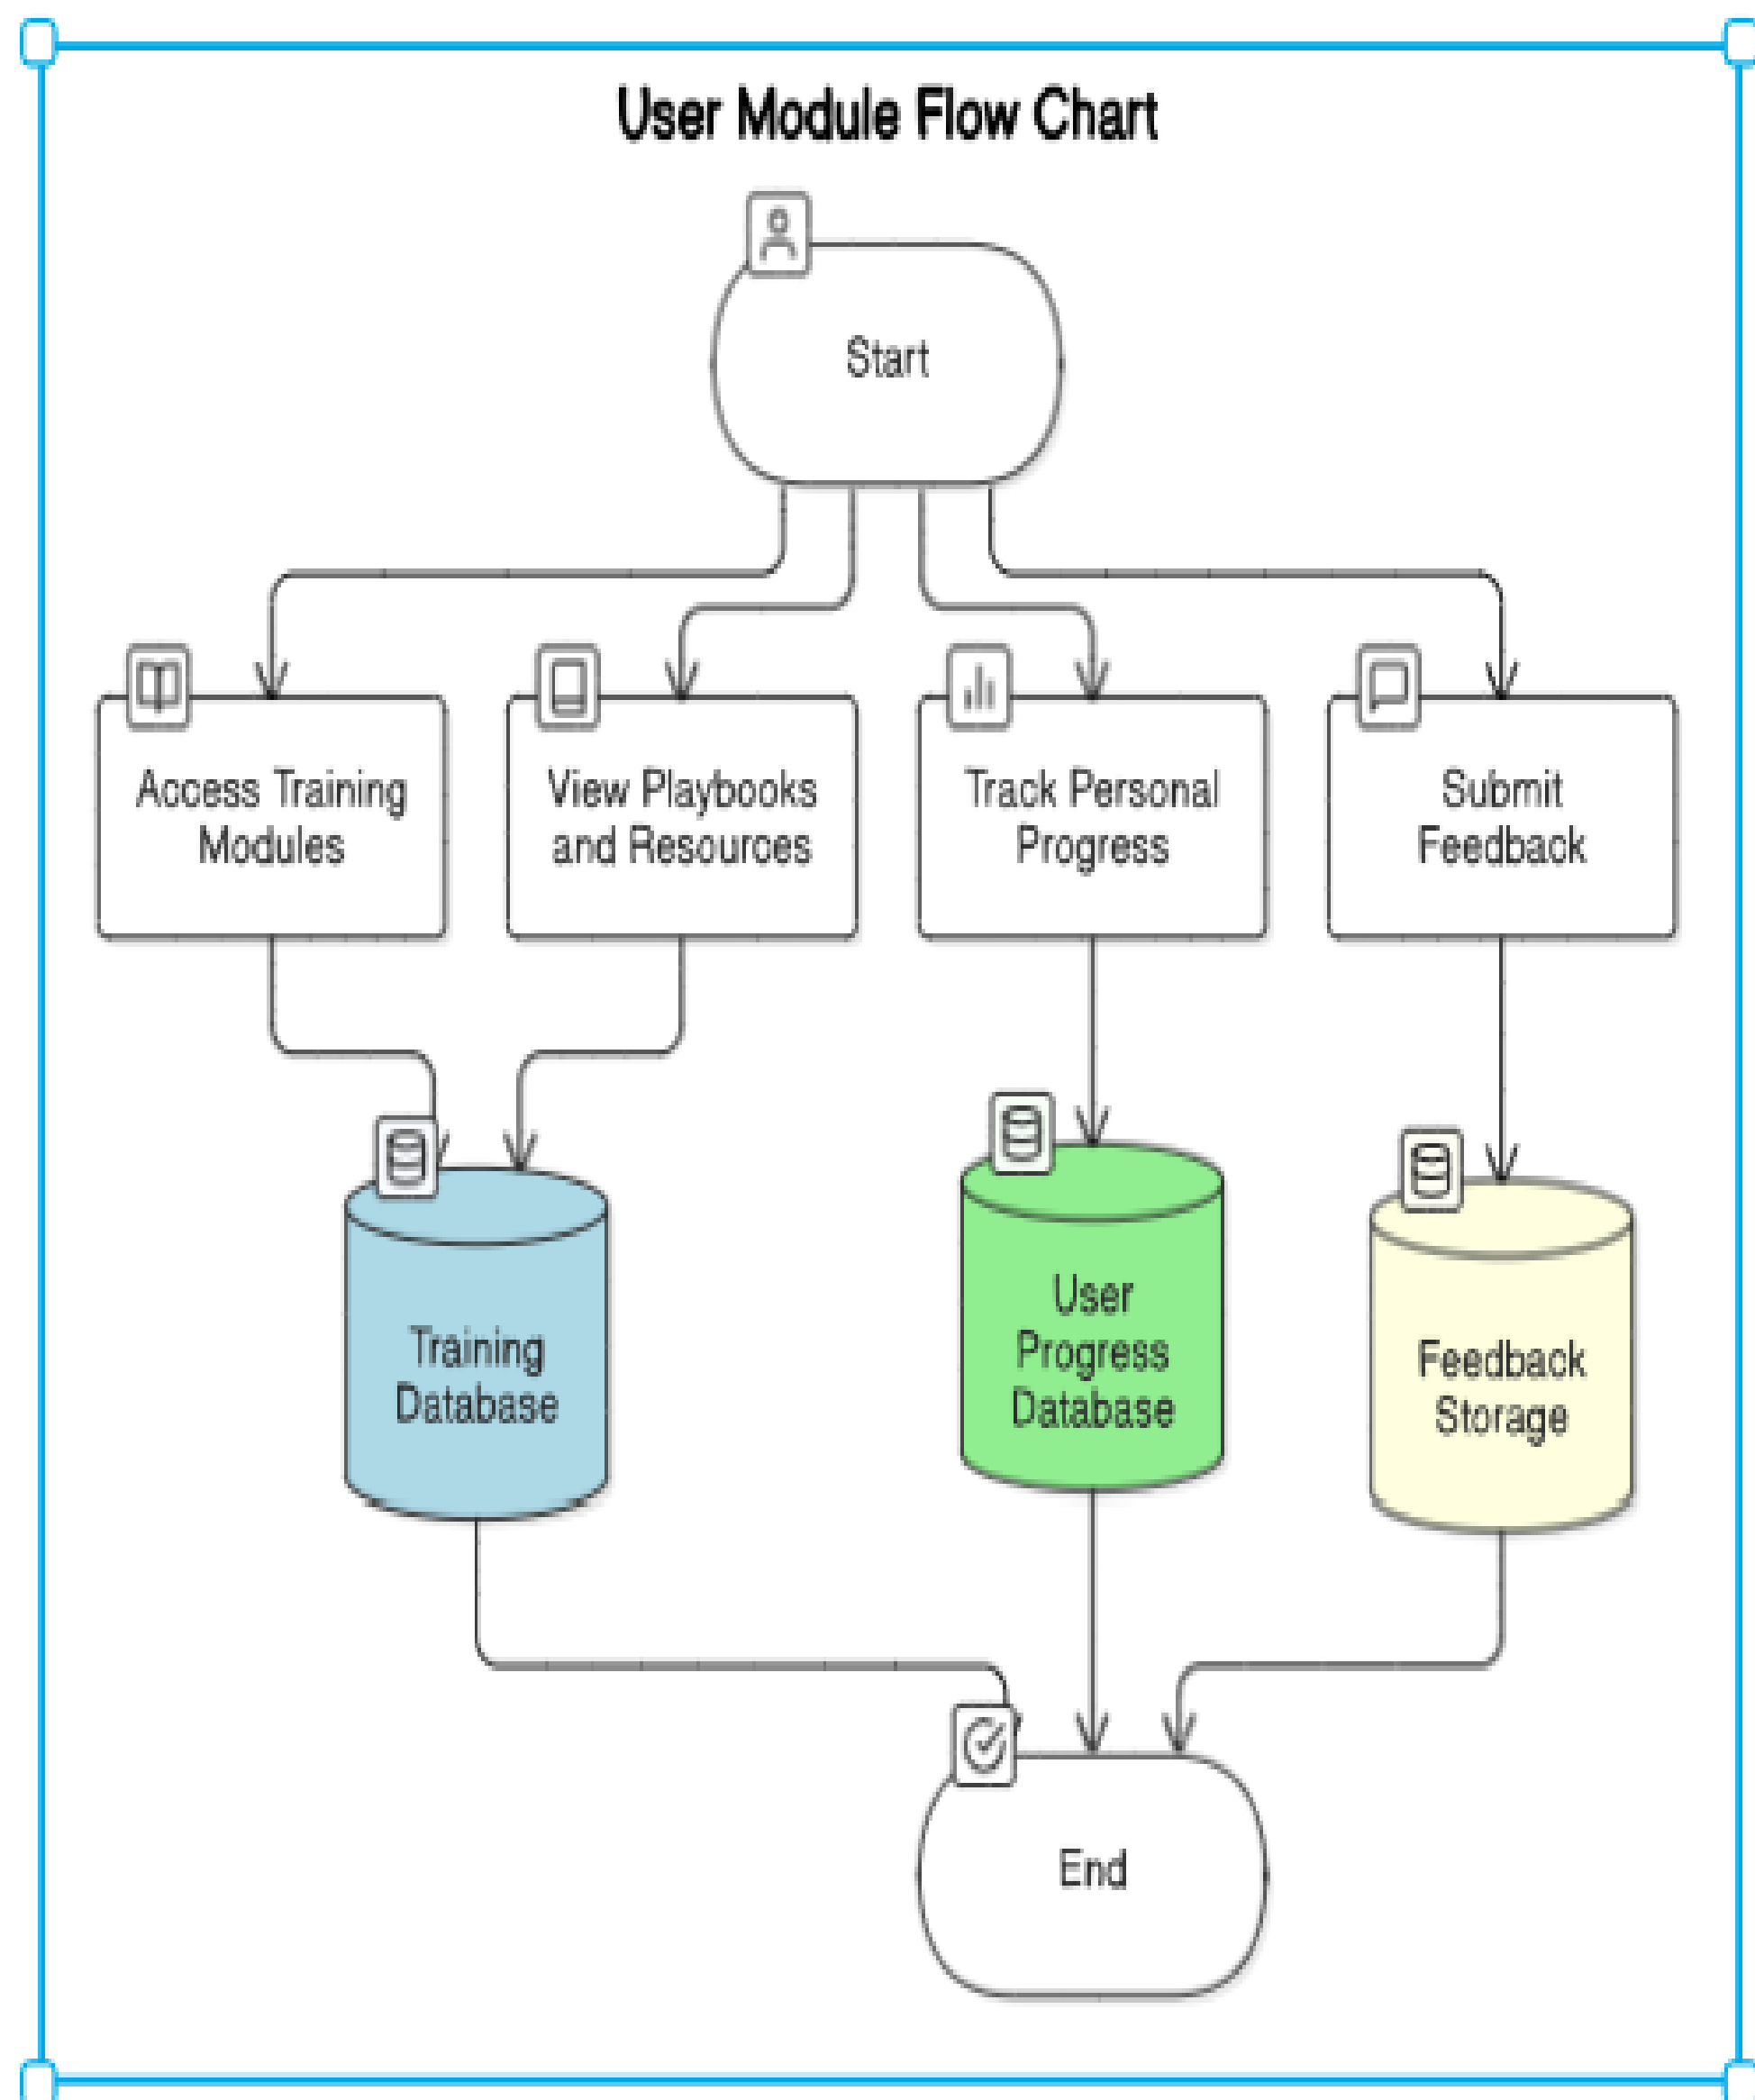 User Module Flow Chart
Start
Access Training
Modules
View Playbooks
and Resources
Track Personal
Progress
Submit
Feedback
Training
Database
User
Progress
Database
Feedback
Storage
End